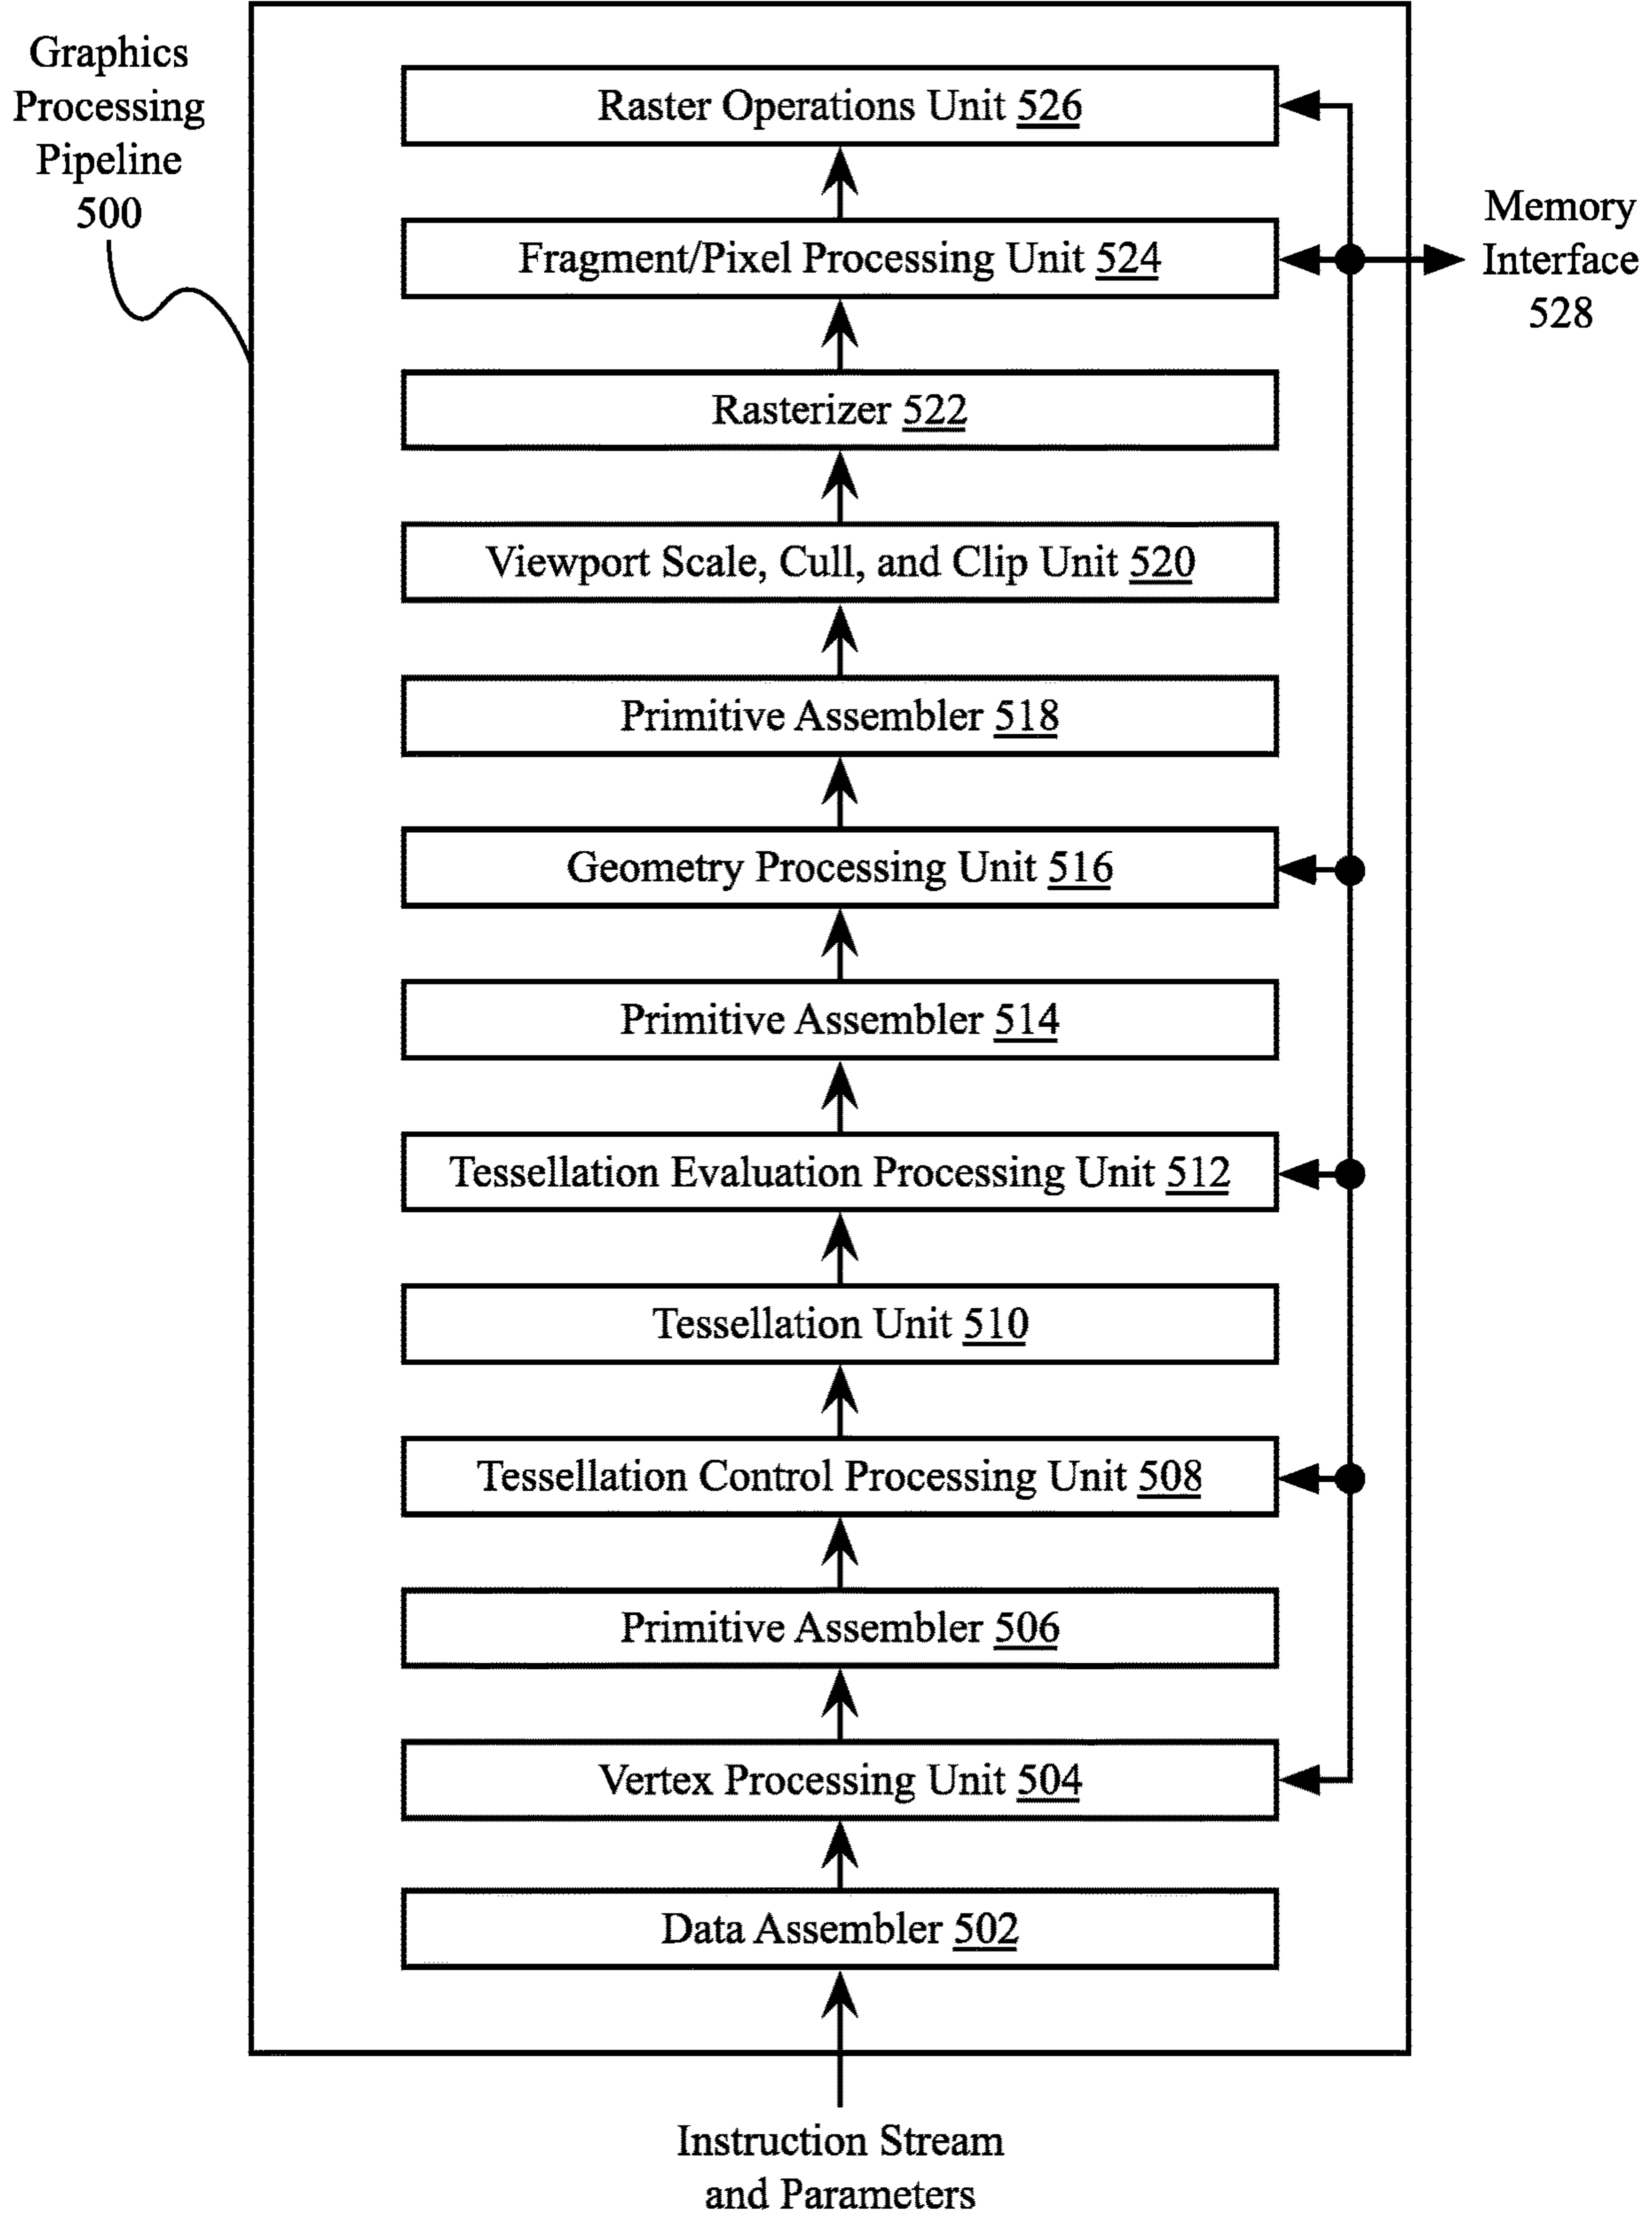 Graphics
Processing
Pipeline
500
Raster Operations Unit 526
Fragment/Pixel Processing Unit 524
Memory
Interface
528
Rasterizer 522
Viewport Scale, Cull, and Clip Unit 520
Primitive Assembler 518
Geometry Processing Unit 516
Primitive Assembler 514
Tessellation Evaluation Processing Unit 512
Tessellation Unit 510
Tessellation Control Processing Unit 508
Primitive Assembler 506
Vertex Processing Unit 504
Data Assembler 502
Instruction Stream
and Parameters